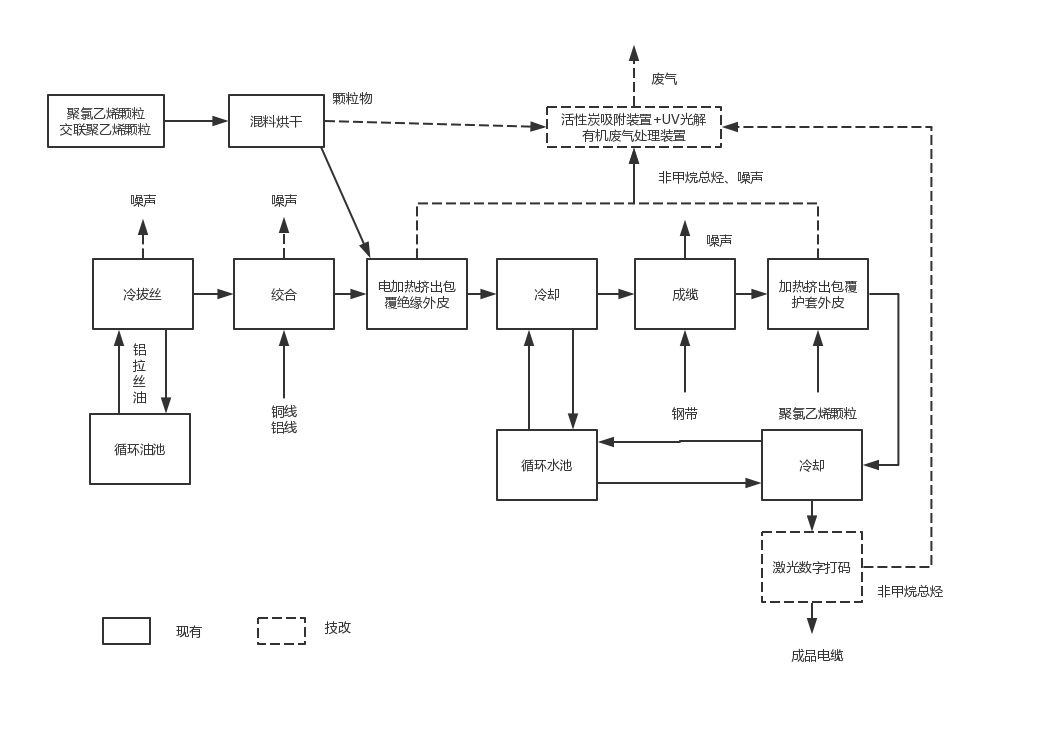 废气
聚氯乙烯颗粒
交联聚乙烯颗粒
混料烘干
颗粒物
活性炭吸附装置+UV光解
有机废气处理装置
非甲烷总烃、噪声
噪声
噪声
噪声
冷拔丝
绞合
电加热挤出包
覆绝缘外皮
冷却
成缆
加热挤出包覆
护套外皮
铝
拉
丝
油
铜线
铝线
钢带
聚氯乙烯颗粒
循环油池
循环水池
冷却
激光数字打码
非甲烷总烃
现有
技改
成品电缆